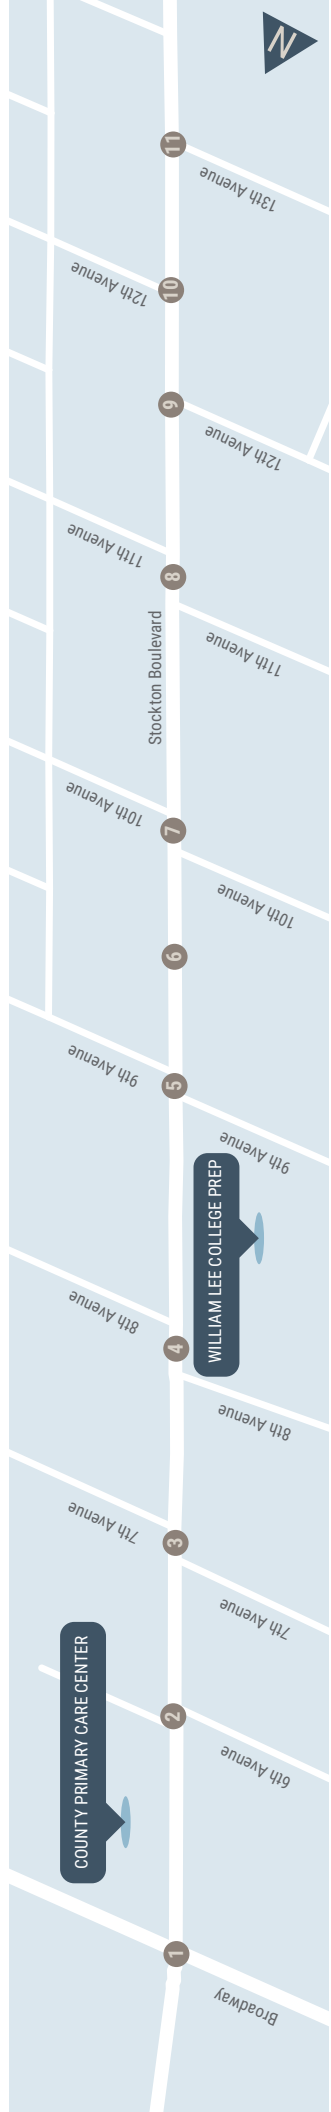 N
11
13th Avenue
12th Avenue
10
9
12th Avenue
11th Avenue
8
Stockton Boulevard
11th Avenue
10th Avenue
7
10th Avenue
6
9th Avenue
5
9th Avenue
WILLIAM LEE COLLEGE PREP
8th Avenue
4
8th Avenue
7th Avenue
3
7th Avenue
COUNTY PRIMARY CARE CENTER
2
6th Avenue
1
Broadway